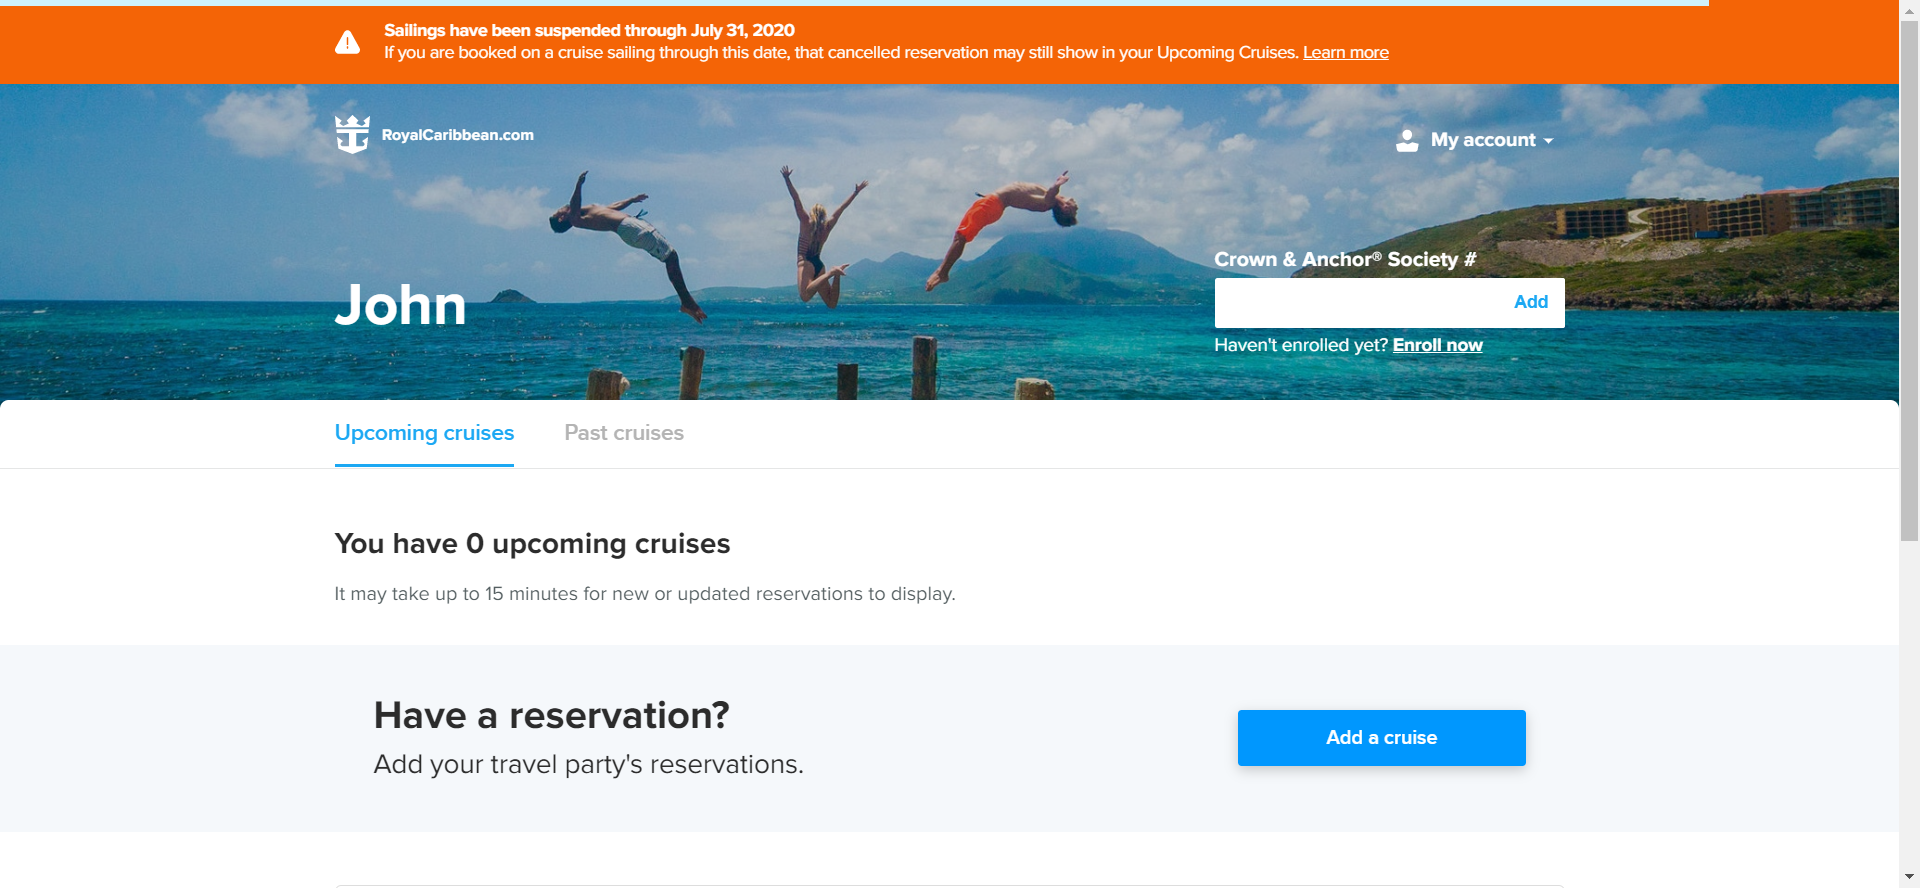 Sailings have been suspended through July 31, 2020
If you are booked on a cruise sailing through this date, that cancelled reservation may still show in your Upcoming Cruises. Learn more
RoyalCaribbean.com
My account
John
Crown & Anchor® Society #
Add
Haven't enrolled yet? Enroll now
Upcoming cruises
Past cruises
You have 0 upcoming cruises
It may take up to 15 minutes for new or updated reservations to display.
Have a reservation?
Add your travel party's reservations.
Add a cruise